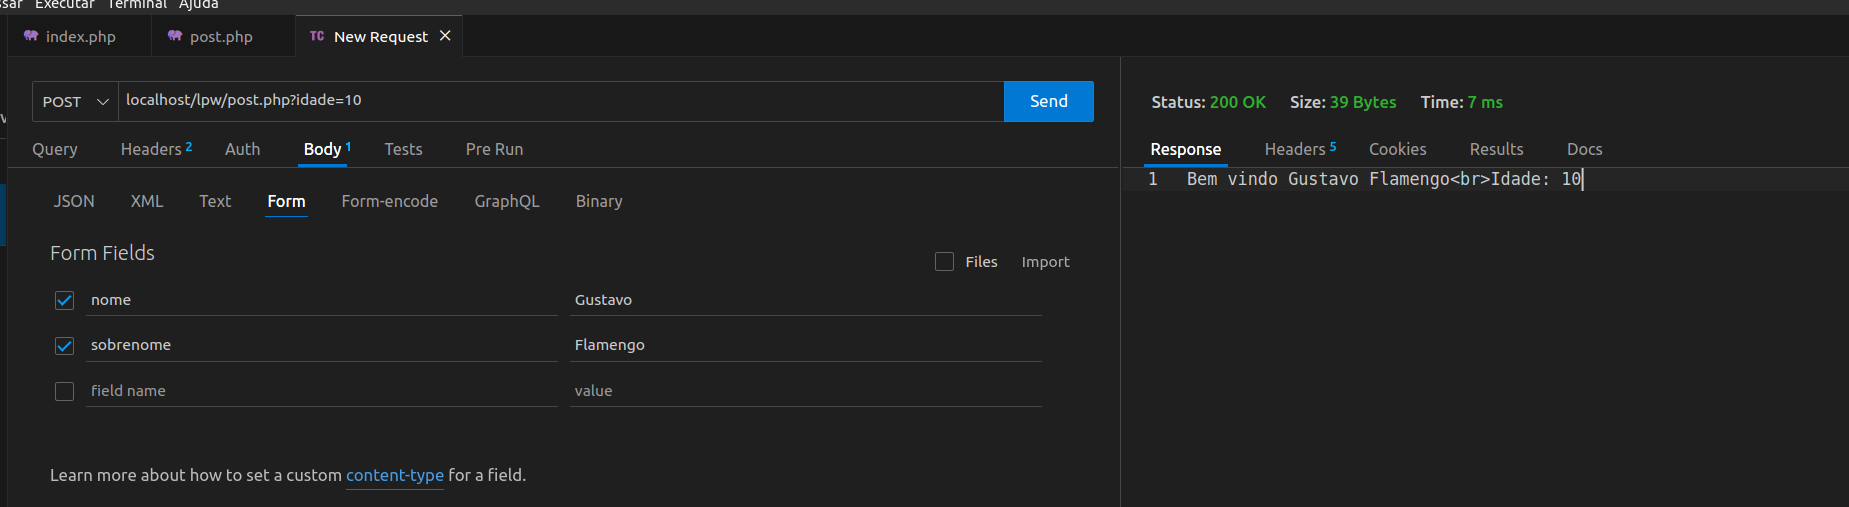 ssar Executar Terminal Ajuda
index.php post.php TC New Request
POST localhost/lpw/post.php?idade=10 Send
Query Headers 2 Auth Body 1 Tests Pre Run
JSON XML Text Form Form-encode GraphQL Binary
Form Fields
Files Import
nome Gustavo
sobrenome Flamengo
field name value
Learn more about how to set a custom content-type for a field.
Status: 200 OK Size: 39 Bytes Time: 7 ms
Response Headers 5 Cookies Results Docs
1 Bem vindo Gustavo Flamengo<br>Idade: 10